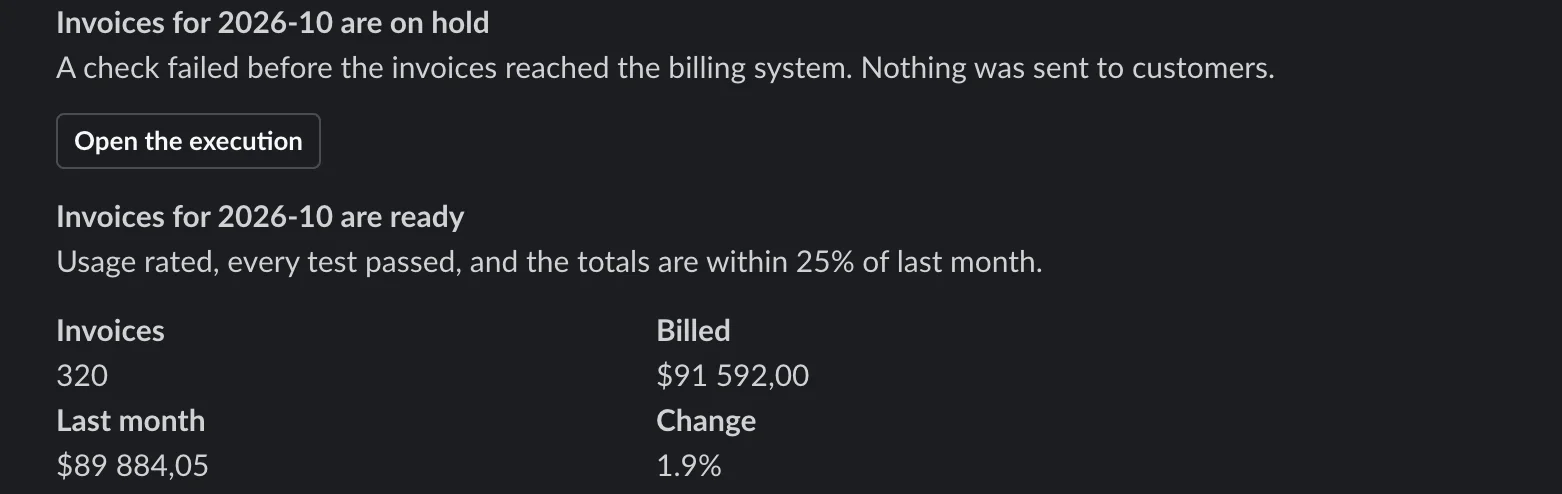 Invoices for 2026-10 are on hold
A check failed before the invoices reached the billing system. Nothing was sent to customers.
Open the execution
Invoices for 2026-10 are ready
Usage rated, every test passed, and the totals are within 25% of last month.
Invoices Billed
320 $91 592,00
Last month Change
$89 884,05 1.9%